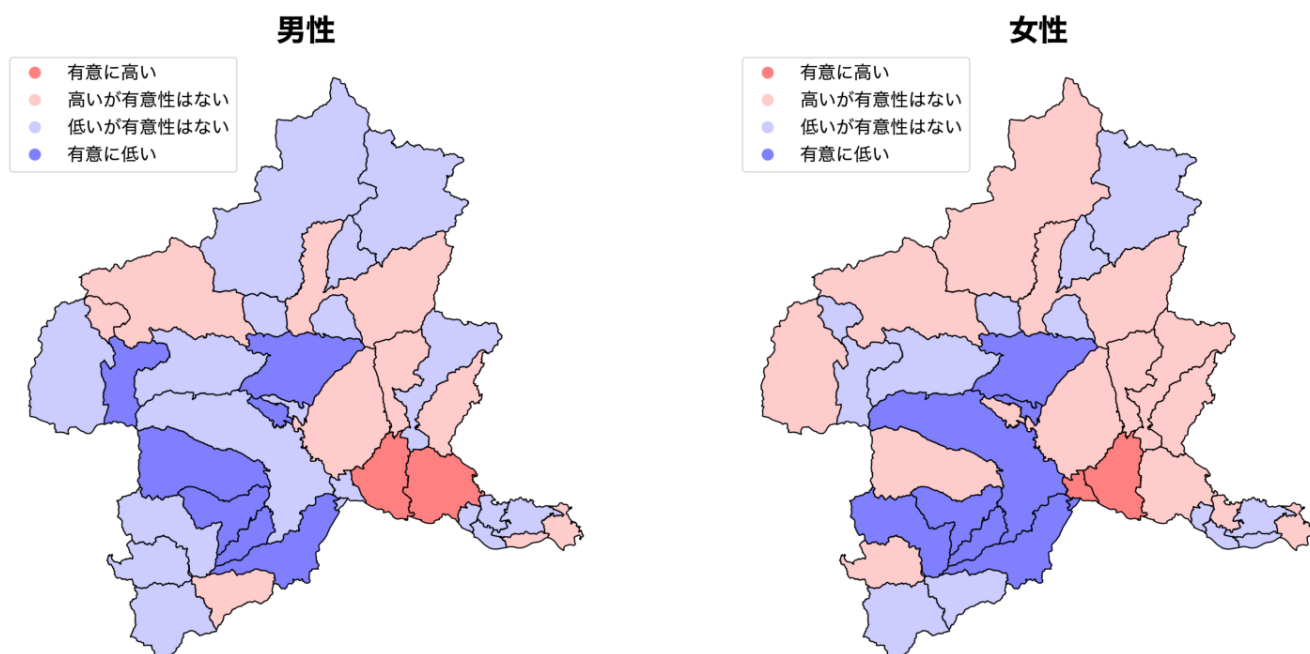 男性
有意に高い
高いが有意性はない
低いが有意性はない
有意に低い
女性
有意に高い
高いが有意性はない
低いが有意性はない
有意に低い